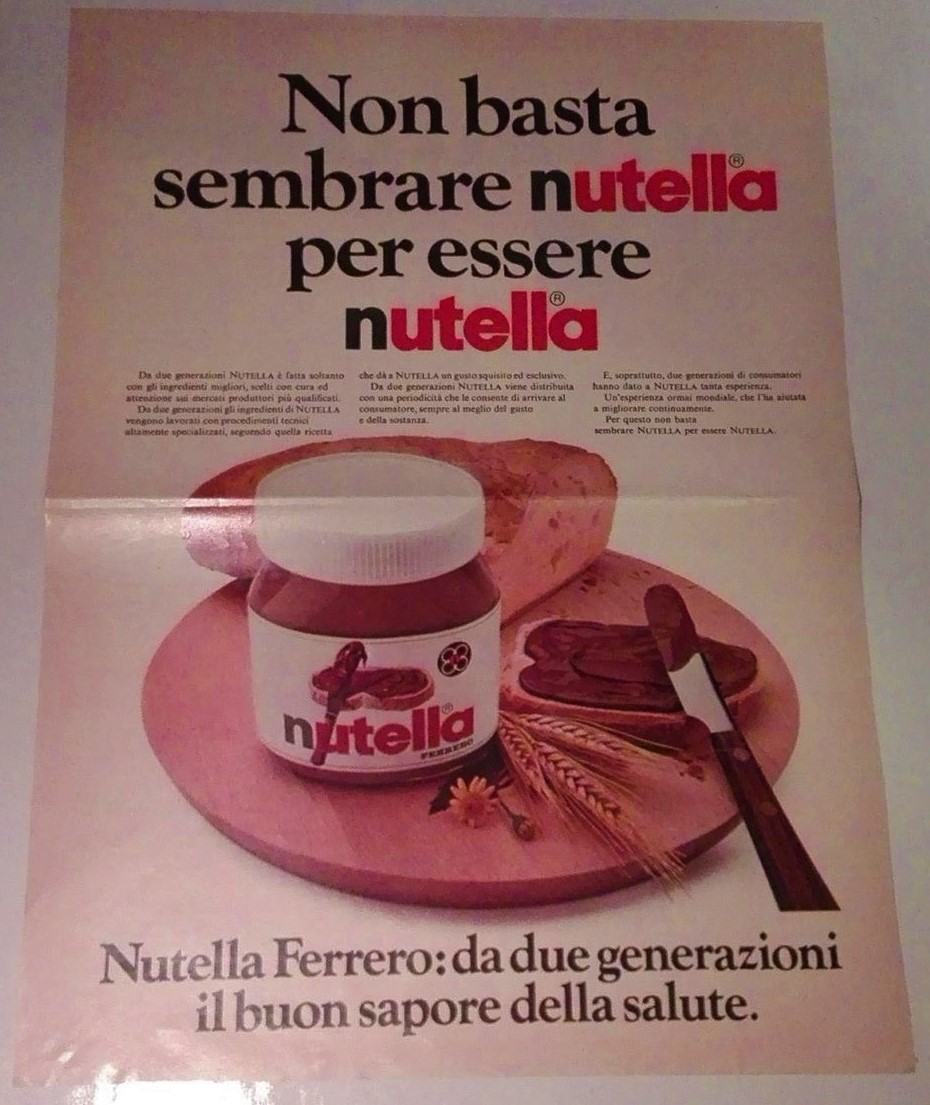 Non basta
sembrare nutella®
per essere
nutella®
Da due generazioni NUTELLA è fatta soltanto
con gli ingredienti migliori, scelti con cura ed
attenzione sui mercati produttori più qualificati.
Da due generazioni gli ingredienti di NUTELLA
vengono lavorati con procedimenti tecnici
altamente specializzati, seguendo quella ricetta
che dà a NUTELLA un gusto squisito ed esclusivo.
Da due generazioni NUTELLA viene distribuita
con una periodicità che le consente di arrivare al
consumatore, sempre al meglio del gusto
e della sostanza.
E, soprattutto, due generazioni di consumatori
hanno dato a NUTELLA tanta esperienza.
Un'esperienza ormai mondiale, che l'ha aiutata
a migliorare continuamente.
Per questo non basta
sembrare NUTELLA per essere NUTELLA.
nutella®
FERRERO
Nutella Ferrero: da due generazioni
il buon sapore della salute.